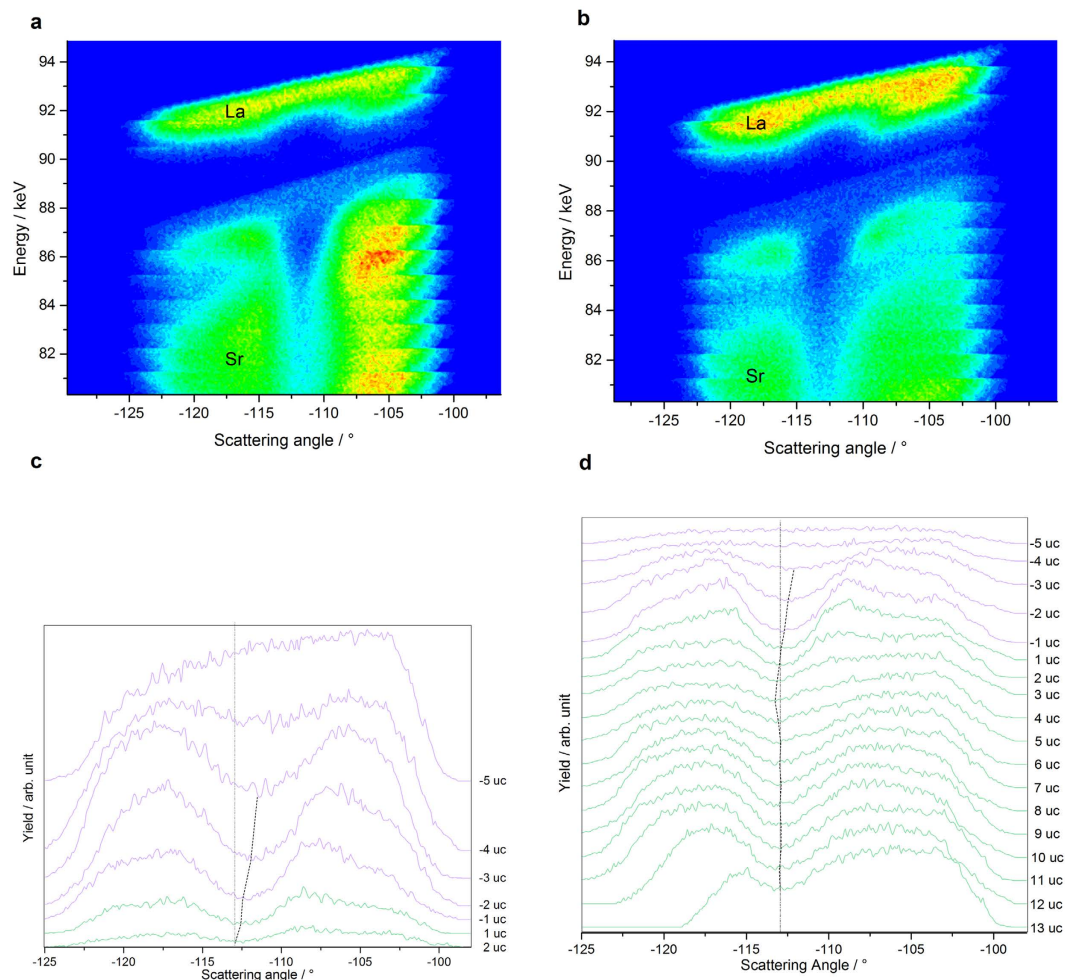 a
94
92
90
88
86
84
82
Energy / keV
La
Sr
-125 -120 -115 -110 -105 -100
Scattering angle / °
b
94
92
90
88
86
84
82
Energy / keV
La
Sr
-125 -120 -115 -110 -105 -100
Scattering angle / °
c
Yield / arb. unit
-5 uc
-4 uc
-3 uc
-2 uc
-1 uc
1 uc
2 uc
-125 -120 -115 -110 -105 -100
Scattering angle / °
d
Yield / arb. unit
-5 uc
-4 uc
-3 uc
-2 uc
-1 uc
1 uc
2 uc
3 uc
4 uc
5 uc
6 uc
7 uc
8 uc
9 uc
10 uc
11 uc
12 uc
13 uc
-125 -120 -115 -110 -105 -100
Scattering Angle / °